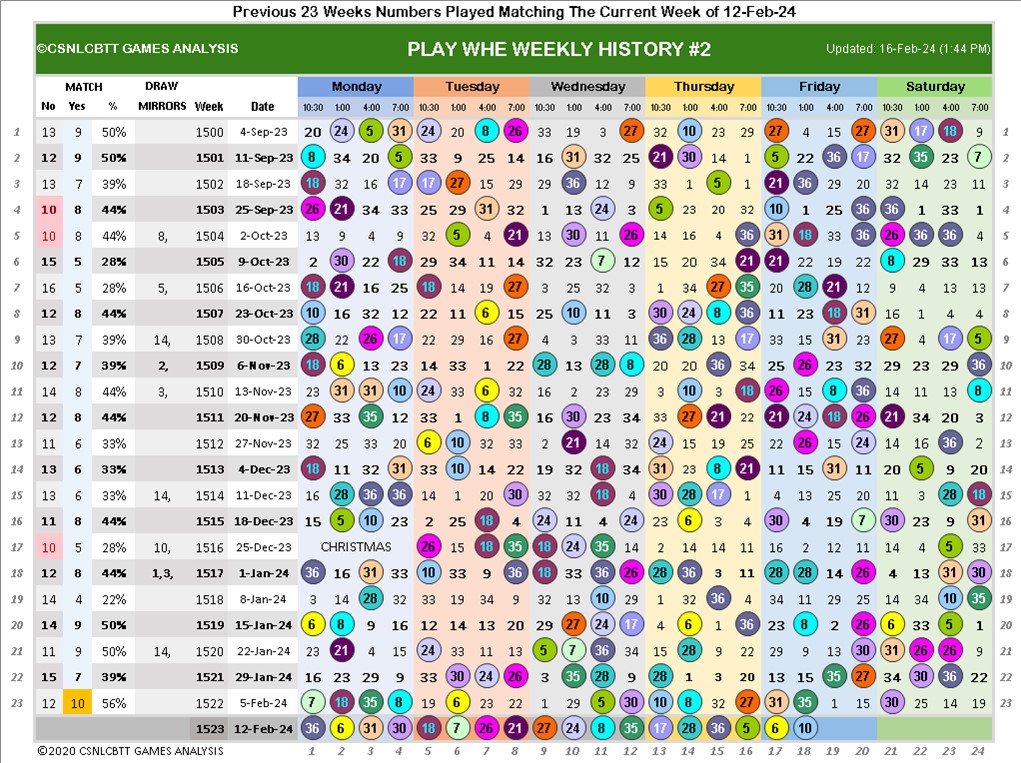 Previous 23 Weeks Numbers Played Matching The Current Week of 12-Feb-24
©CSNLCBTT GAMES ANALYSIS PLAY WHE WEEKLY HISTORY #2 Updated: 16-Feb-24 (1:44 PM)
MATCH DRAW Monday Tuesday Wednesday Thursday Friday Saturday
No Yes % MIRRORS Week Date 10:30 1:00 4:00 7:00 10:30 1:00 4:00 7:00 10:30 1:00 4:00 7:00 10:30 1:00 4:00 7:00 10:30 1:00 4:00 7:00 10:30 1:00 4:00 7:00
1 13 9 50% 1500 4-Sep-23 20 24 5 31 24 20 8 26 33 19 3 27 32 10 23 29 27 4 15 27 31 17 18 9 1
2 12 9 50% 1501 11-Sep-23 8 34 20 5 33 9 25 14 16 31 32 25 21 30 14 1 5 22 36 17 32 35 23 7 2
3 13 7 39% 1502 18-Sep-23 18 32 16 17 17 27 15 29 29 36 12 9 33 1 5 1 21 36 29 20 32 14 23 11 3
4 10 8 44% 1503 25-Sep-23 26 21 34 33 25 29 31 32 1 13 24 3 5 23 20 32 10 1 25 36 36 4 33 1 4
5 10 8 44% 8, 1504 2-Oct-23 13 9 4 9 32 5 4 21 13 30 11 26 14 16 4 36 31 18 33 36 26 36 36 4 5
6 15 5 28% 1505 9-Oct-23 2 30 22 18 29 34 11 14 32 23 7 12 15 20 34 21 21 22 19 22 8 29 33 13 6
7 16 5 28% 5, 1506 16-Oct-23 18 21 16 25 18 14 19 27 3 25 32 3 1 34 27 35 20 28 21 12 9 4 13 13 7
8 12 8 44% 1507 23-Oct-23 10 16 32 12 22 11 6 15 25 10 11 3 30 24 8 36 11 23 18 31 16 1 4 4 8
9 13 7 39% 14, 1508 30-Oct-23 28 22 26 17 22 29 16 27 4 3 33 11 36 28 13 17 33 15 31 29 27 4 17 5 9
10 12 7 39% 2, 1509 6-Nov-23 18 6 13 23 14 33 1 22 28 13 28 8 20 20 36 34 25 26 23 32 29 23 29 36 10
11 14 8 44% 3, 1510 13-Nov-23 23 31 31 10 24 33 6 22 16 2 23 29 3 10 3 18 26 15 8 36 11 14 11 8 11
12 12 8 44% 1511 20-Nov-23 27 33 35 12 33 1 8 35 16 30 23 34 33 27 21 22 21 24 18 26 21 34 20 3 12
13 11 6 33% 1512 27-Nov-23 32 25 33 20 6 10 32 33 2 21 14 32 24 15 19 25 22 26 15 24 14 16 36 2 13
14 13 6 33% 1513 4-Dec-23 18 11 32 31 33 10 14 22 19 32 18 34 31 23 8 21 11 15 31 11 20 5 9 20 14
15 13 6 33% 14, 1514 11-Dec-23 16 28 36 36 14 1 20 30 32 32 18 4 30 28 17 1 4 13 25 20 11 3 28 18 15
16 11 8 44% 1515 18-Dec-23 15 5 10 23 2 25 18 4 24 11 4 24 23 6 3 4 30 4 19 7 30 23 9 31 16
17 10 5 28% 10, 1516 25-Dec-23 CHRISTMAS 26 15 18 35 18 24 35 14 2 14 14 11 17 2 12 11 14 4 5 33 17
18 12 8 44% 1,3, 1517 1-Jan-24 36 16 31 33 10 33 9 36 18 33 36 26 28 36 3 11 28 28 14 26 4 13 31 30 18
19 14 4 22% 1518 8-Jan-24 3 14 28 32 33 19 34 9 32 13 10 29 1 15 36 4 34 11 29 25 14 34 10 35 19
20 14 9 50% 1519 15-Jan-24 6 8 9 16 12 14 13 20 29 27 24 17 4 6 1 36 23 8 2 26 6 33 5 1 20
21 11 9 50% 14, 1520 22-Jan-24 23 21 4 15 24 33 11 13 5 7 36 13 15 28 9 22 29 9 13 30 31 26 26 9 21
22 15 7 39% 1521 29-Jan-24 16 23 29 9 33 30 24 26 3 35 28 9 28 1 3 20 13 15 35 27 34 30 36 22 22
23 12 10 56% 1522 5-Feb-24 7 18 35 8 15 6 23 22 1 29 5 30 10 8 32 27 31 35 11 22 30 25 14 19 23
1523 12-Feb-24 36 6 31 30 18 7 26 21 27 24 8 35 17 28 36 5 6 10
©2020 CSNLCBTT GAMES ANALYSIS 1 2 3 4 5 6 7 8 9 10 11 12 13 14 15 16 17 18 19 20 21 22 23 24